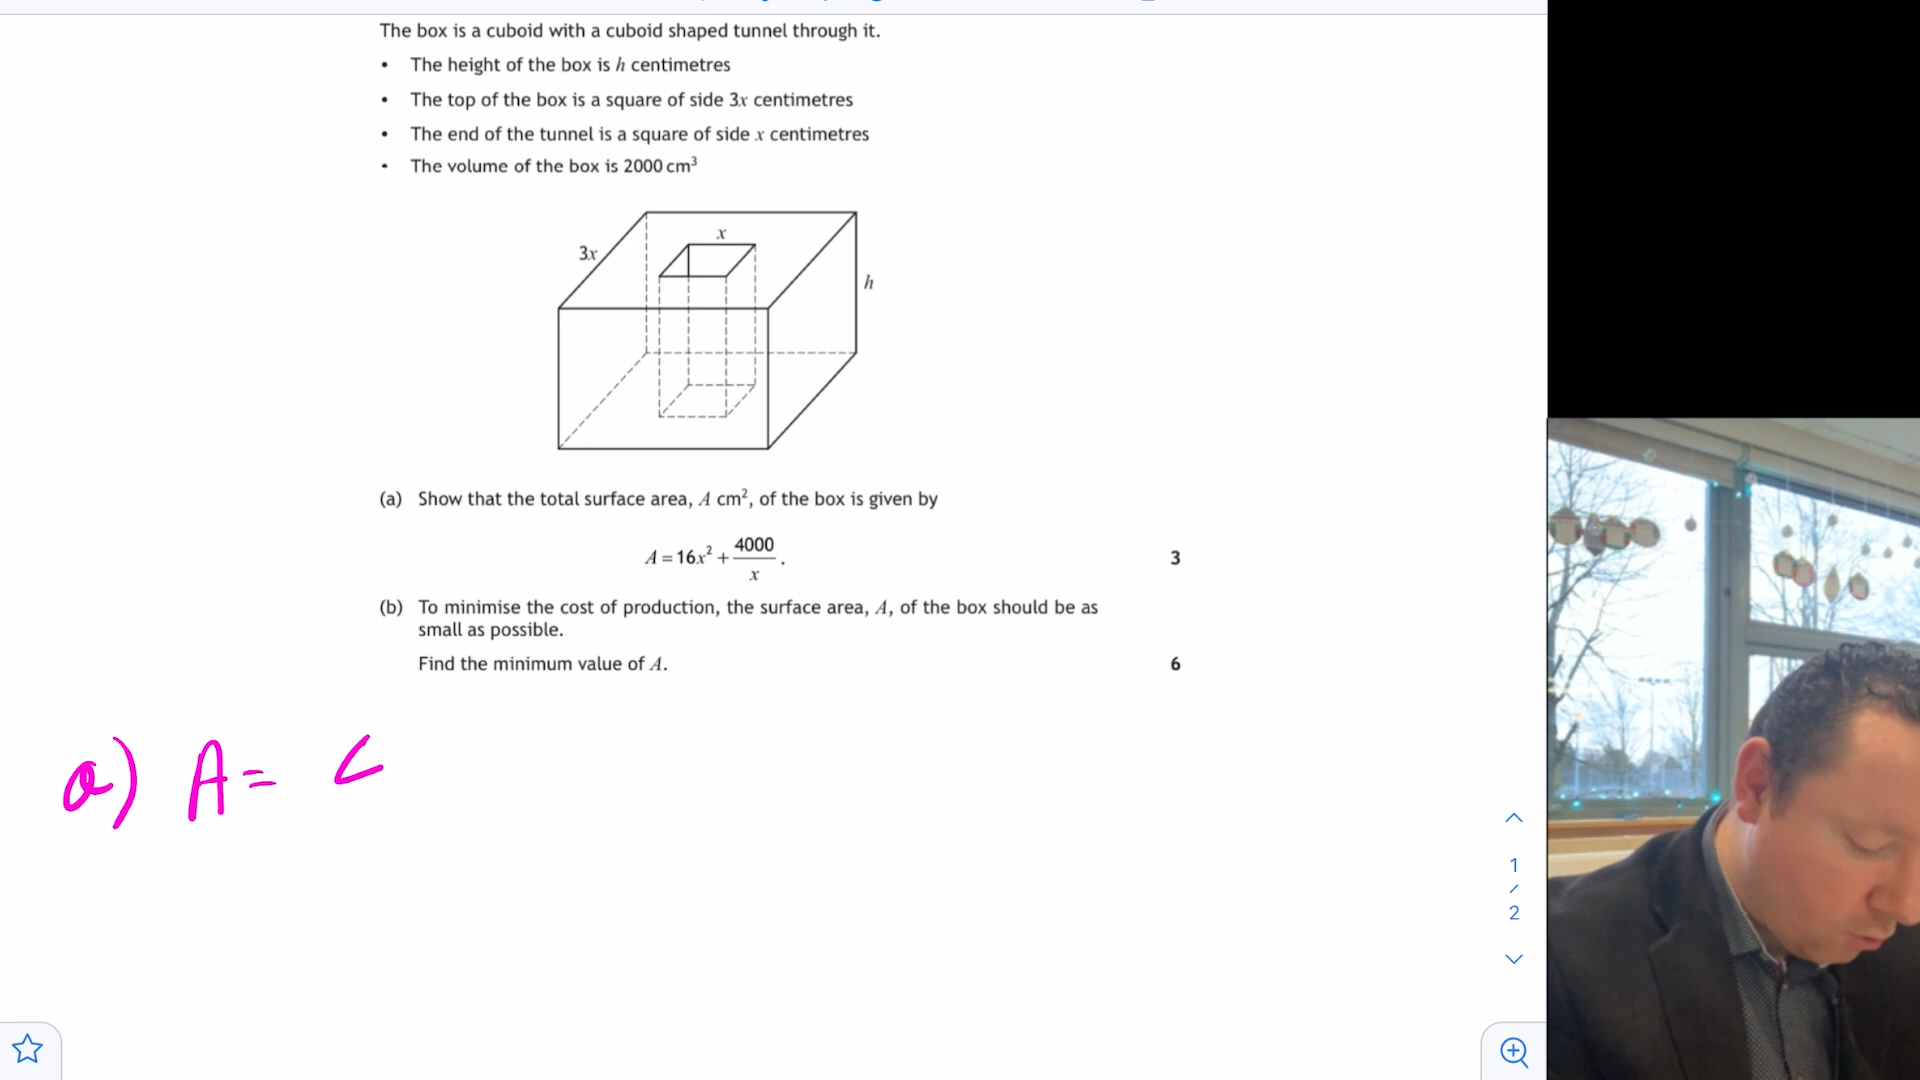 The box is a cuboid with a cuboid shaped tunnel through it.
• The height of the box is h centimetres
• The top of the box is a square of side 3x centimetres
• The end of the tunnel is a square of side x centimetres
• The volume of the box is 2000 cm³
x
3x
h
(a) Show that the total surface area, A cm², of the box is given by
A = 16x² + 4000/x . 3
(b) To minimise the cost of production, the surface area, A, of the box should be as
small as possible.
Find the minimum value of A. 6
a) A =
1
/
2